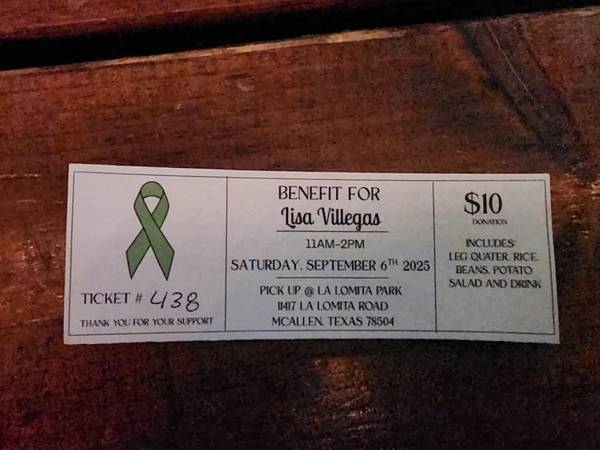 TICKET # 438
THANK YOU FOR YOUR SUPPORT
BENEFIT FOR
Lisa Villegas
11AM-2PM
SATURDAY, SEPTEMBER 6TH 2025
PICK UP @ LA LOMITA PARK
11417 LA LOMITA ROAD
MCALLEN, TEXAS 78504
$10
DONATION
INCLUDES:
LEG QUATER, RICE,
BEANS, POTATO
SALAD AND DRINK